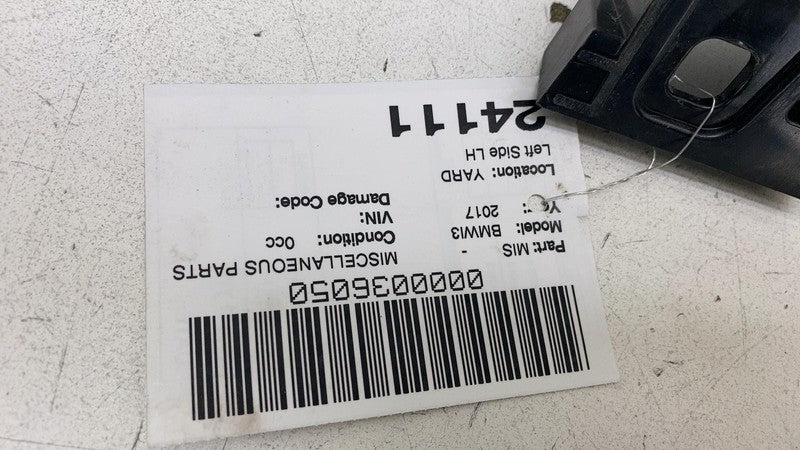 0000036050
Part: MIS - MISCELLANEOUS PARTS
Model: BMWI3 Condition: 0cc
Year: 2017 VIN:
Damage Code:
Location: YARD
Left Side LH
24111